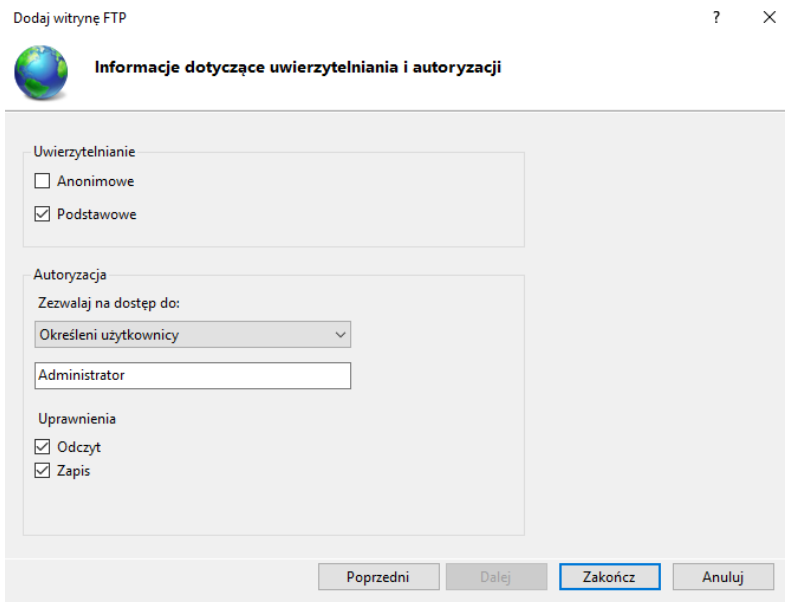 Dodaj witrynę FTP
?
Informacje dotyczące uwierzytelniania i autoryzacji
Uwierzytelnianie
Anonimowe
Podstawowe
Autoryzacja
Zezwalaj na dostęp do:
Określeni użytkownicy
Administrator
Uprawnienia
Odczyt
Zapis
Poprzedni
Dalej
Zakończ
Anuluj